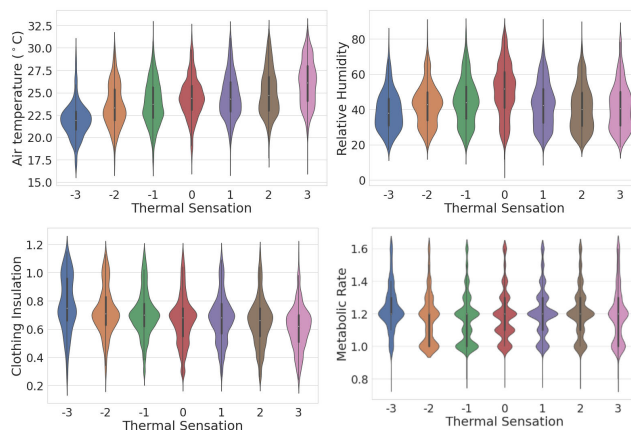 Air temperature (°C)
32.5
30.0
27.5
25.0
22.5
20.0
17.5
15.0
-3 -2 -1 0 1 2 3
Thermal Sensation
Relative Humidity
80
60
40
20
0
-3 -2 -1 0 1 2 3
Thermal Sensation
Clothing Insulation
1.2
1.0
0.8
0.6
0.4
0.2
-3 -2 -1 0 1 2 3
Thermal Sensation
Metabolic Rate
1.6
1.4
1.2
1.0
0.8
-3 -2 -1 0 1 2 3
Thermal Sensation